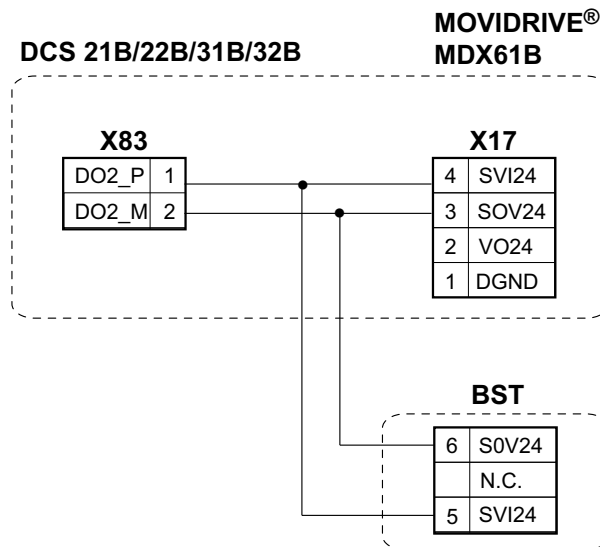 MOVIDRIVE®
MDX61B
DCS 21B/22B/31B/32B
X83
DO2_P 1
DO2_M 2
X17
4 SVI24
3 SOV24
2 VO24
1 DGND
BST
6 S0V24
N.C.
5 SVI24